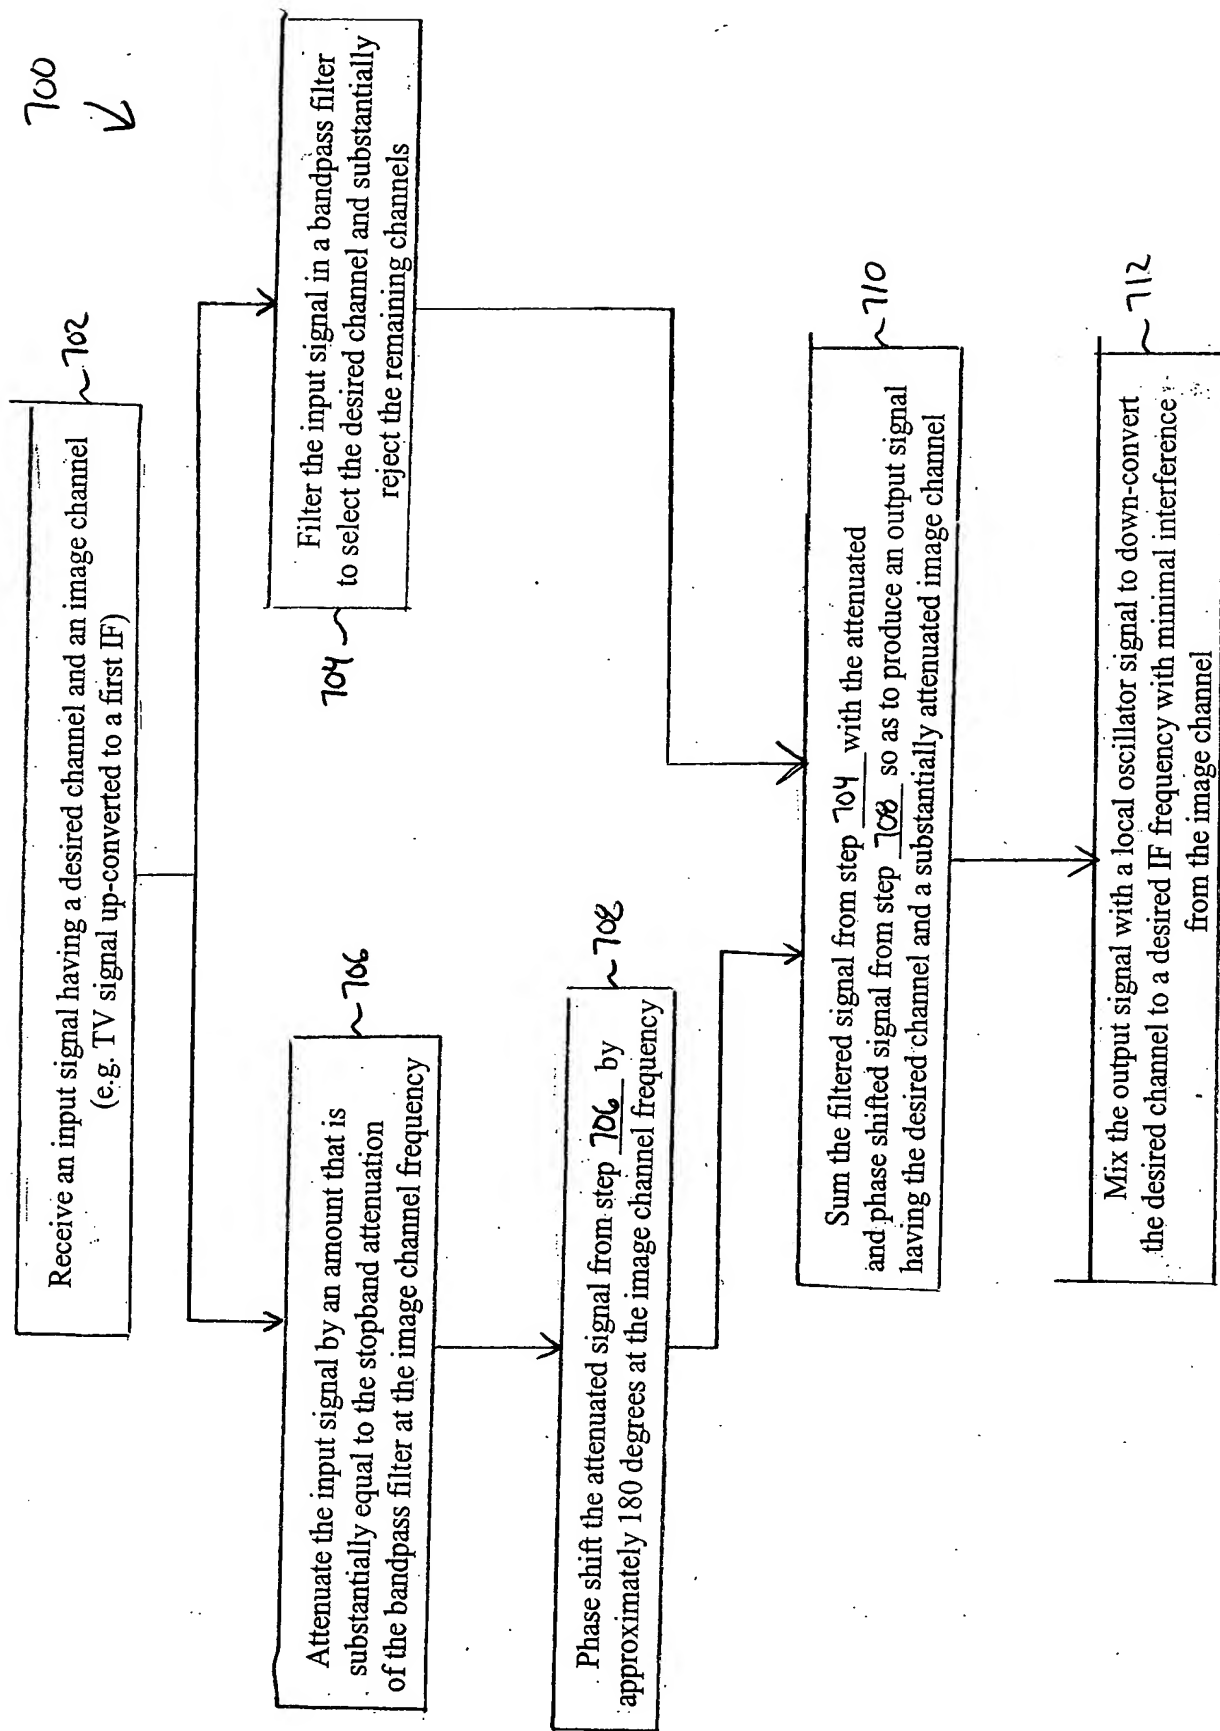 700
Receive an input signal having a desired channel and an image channel
(e.g. TV signal up-converted to a first IF)
702
Filter the input signal in a bandpass filter
to select the desired channel and substantially
reject the remaining channels
704
Attenuate the input signal by an amount that is
substantially equal to the stopband attenuation
of the bandpass filter at the image channel frequency
706
Phase shift the attenuated signal from step 706 by
approximately 180 degrees at the image channel frequency
708
Sum the filtered signal from step 704 with the attenuated
and phase shifted signal from step 708 so as to produce an output signal
having the desired channel and a substantially attenuated image channel
710
Mix the output signal with a local oscillator signal to down-convert
the desired channel to a desired IF frequency with minimal interference
from the image channel
712